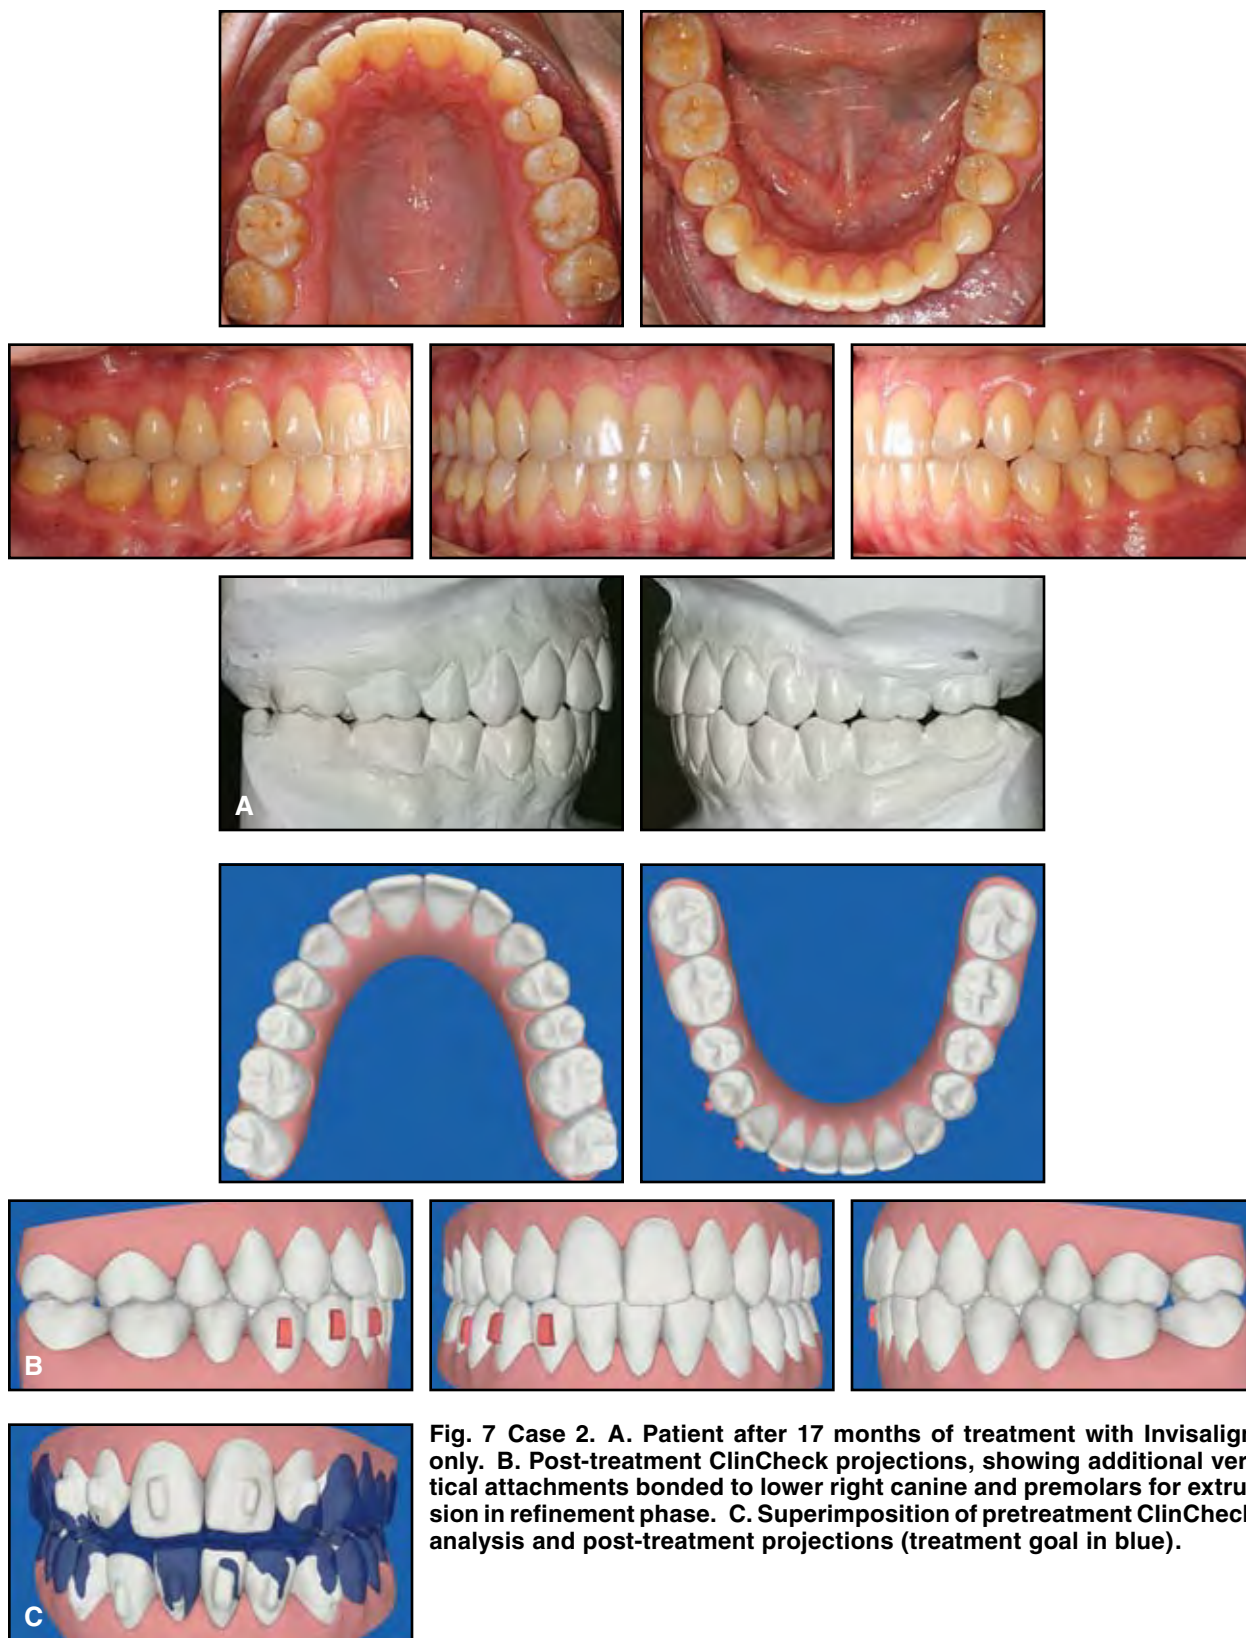 A
B
C
Fig. 7 Case 2. A. Patient after 17 months of treatment with Invisalign
only. B. Post-treatment ClinCheck projections, showing additional ver-
tical attachments bonded to lower right canine and premolars for extru-
sion in refinement phase. C. Superimposition of pretreatment ClinCheck
analysis and post-treatment projections (treatment goal in blue).